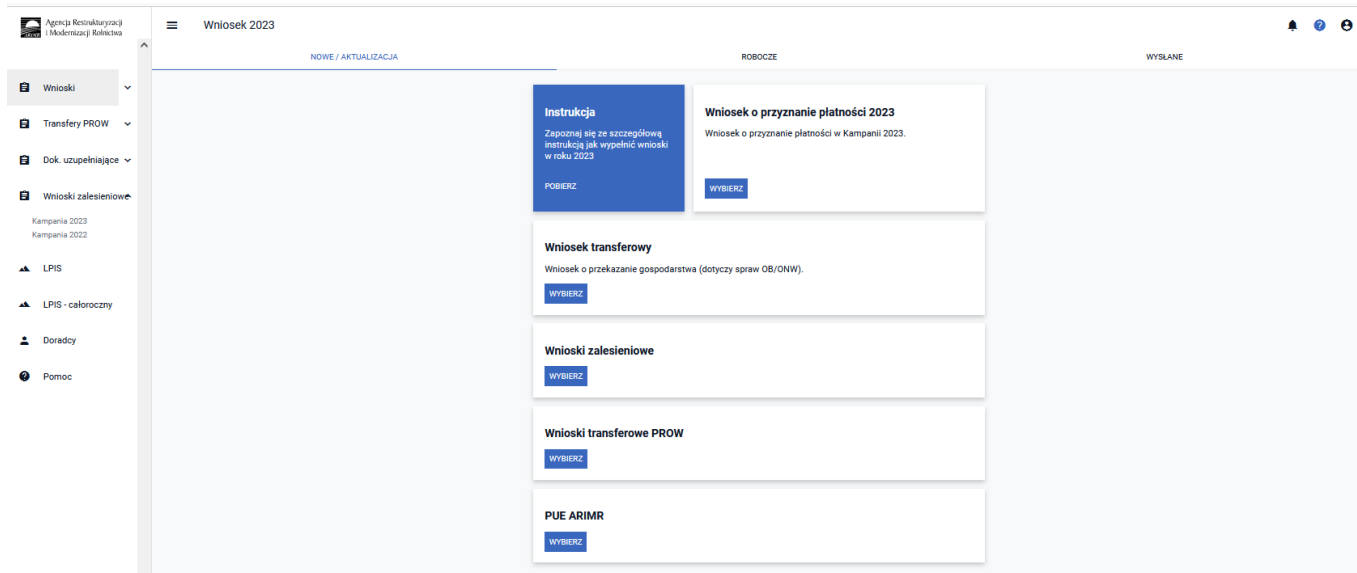 Agencja Restrukturyzacji
i Modernizacji Rolnictwa
Wniosek 2023
NOWE / AKTUALIZACJA
ROBOCZE
WYSŁANE
Wnioski
Transfery PROW
Dok. uzupełniające
Wnioski zalesieniowe
Kampania 2023
Kampania 2022
LPIS
LPIS - całoroczny
Doradcy
Pomoc
Instrukcja
Zapoznaj się ze szczegółową
instrukcją jak wypełnić wnioski
w roku 2023
POBIERZ
Wniosek o przyznanie płatności 2023
Wniosek o przyznanie płatności w Kampanii 2023.
WYBIERZ
Wniosek transferowy
Wniosek o przekazanie gospodarstwa (dotyczy spraw OB/ONW).
WYBIERZ
Wnioski zalesieniowe
WYBIERZ
Wnioski transferowe PROW
WYBIERZ
PUE ARIMR
WYBIERZ